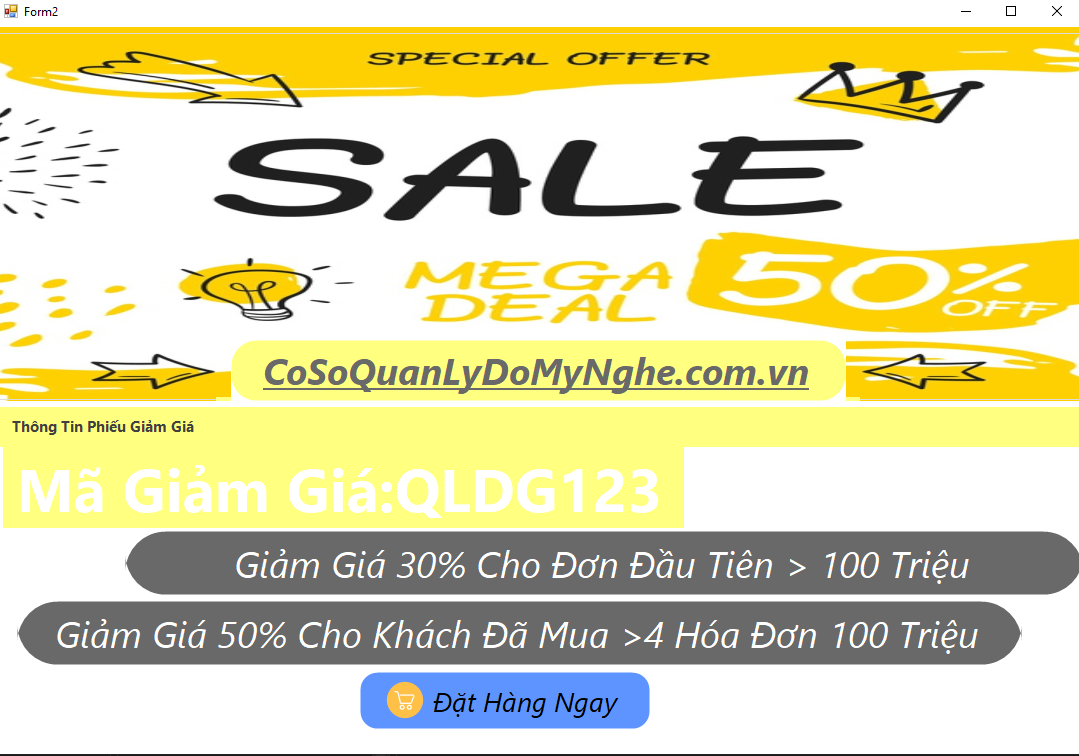 Form2
SPECIAL OFFER
SALE
MEGA
DEAL
50%
OFF
CoSoQuanLyDoMyNghe.com.vn
Thông Tin Phiếu Giảm Giá
Mã Giảm Giá:QLDG123
Giảm Giá 30% Cho Đơn Đầu Tiên > 100 Triệu
Giảm Giá 50% Cho Khách Đã Mua >4 Hóa Đơn 100 Triệu
Đặt Hàng Ngay